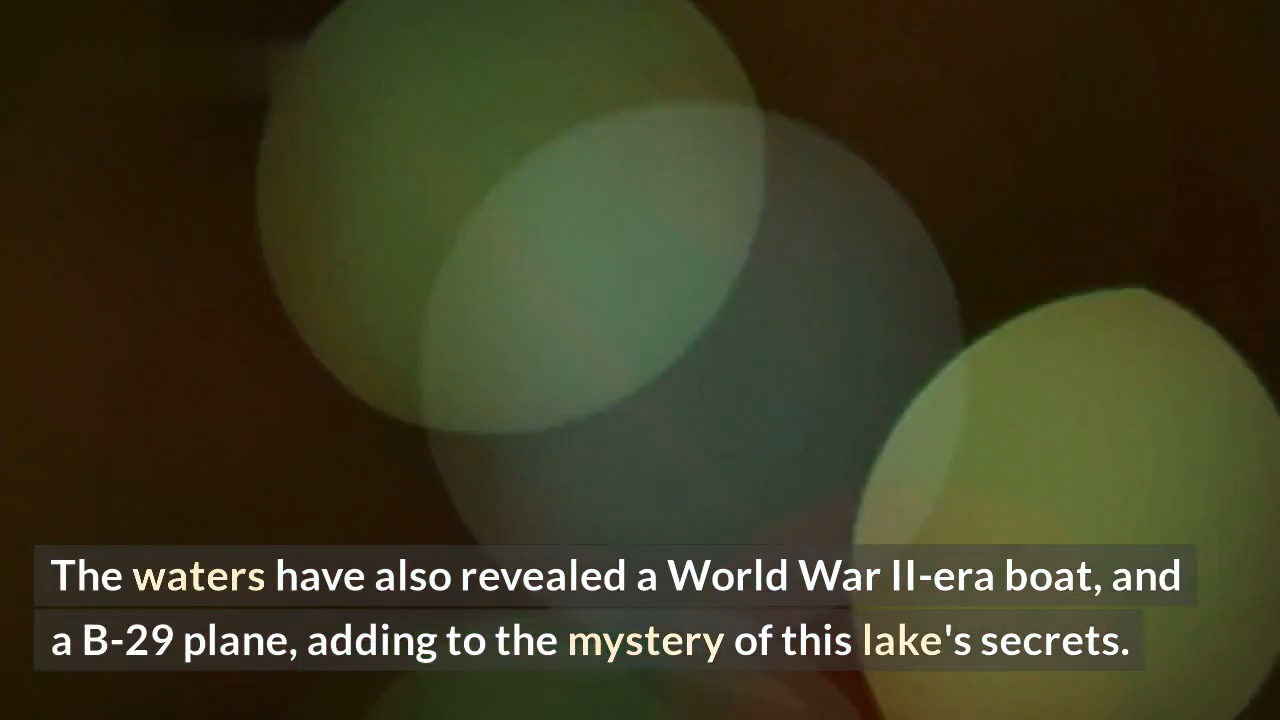 The waters have also revealed a World War II-era boat, and
a B-29 plane, adding to the mystery of this lake's secrets.